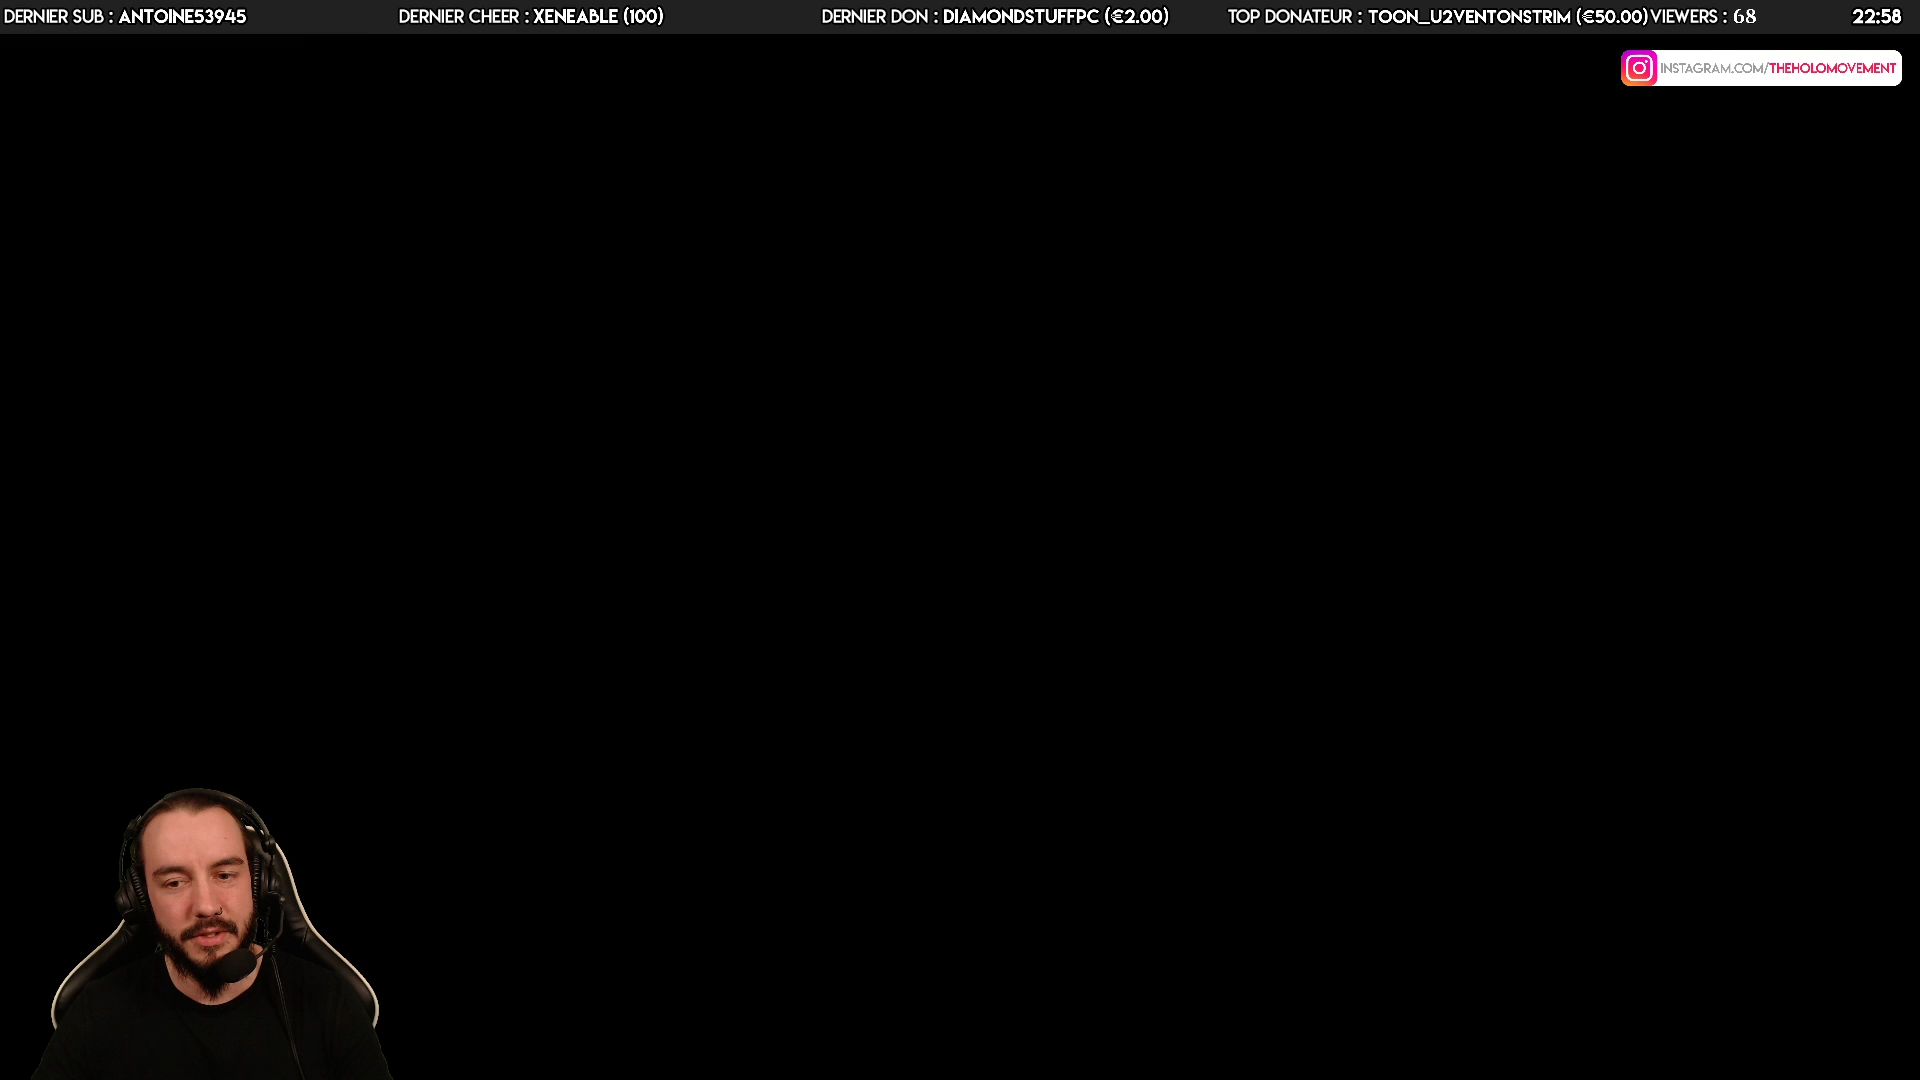 DERNIER SUB : ANTOINE53945
DERNIER CHEER : XENEABLE (100)
DERNIER DON : DIAMONDSTUFFPC (€2.00)
TOP DONATEUR : TOON_U2VENTONSTRIM (€50.00)
VIEWERS : 68
22:58
INSTAGRAM.COM/THEHOLOMOVEMENT